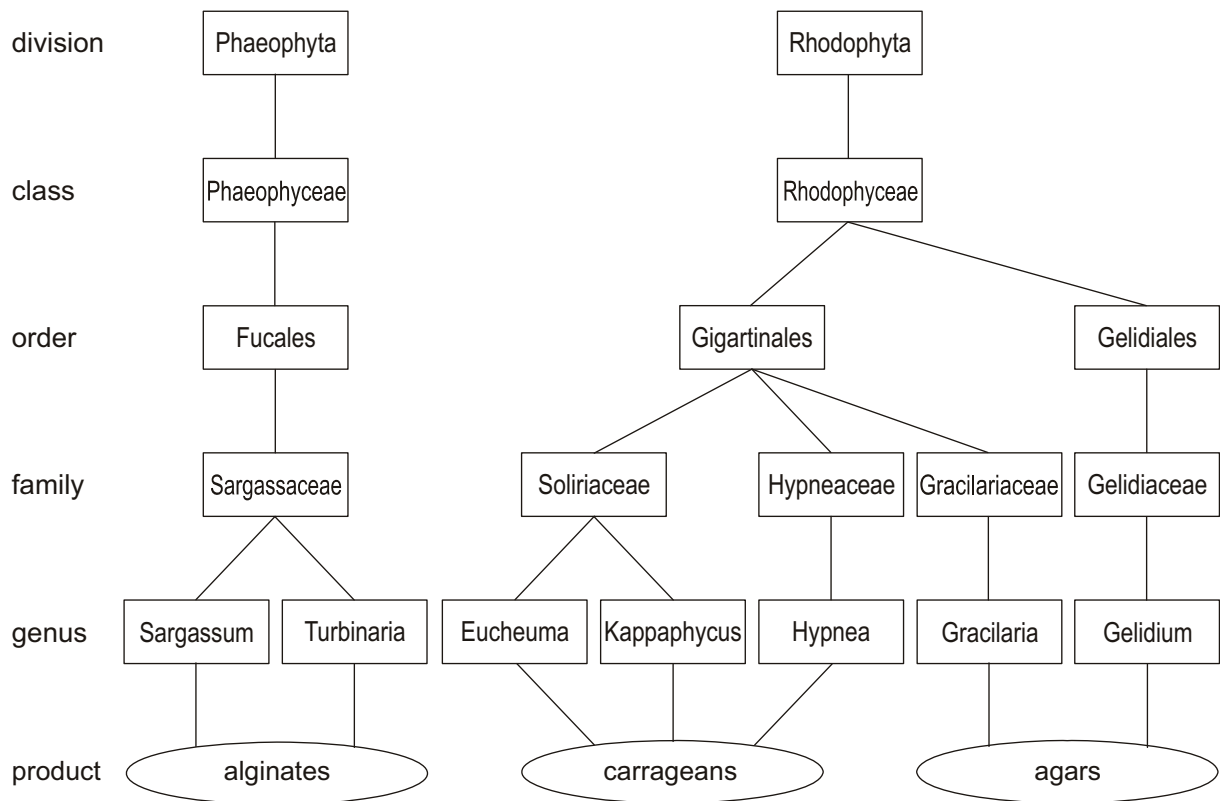 division Phaeophyta Rhodophyta
class Phaeophyceae Rhodophyceae
order Fucales Gigartinales Gelidiales
family Sargassaceae Soliriaceae Hypneaceae Gracilariaceae Gelidiaceae
genus Sargassum Turbinaria Eucheuma Kappaphycus Hypnea Gracilaria Gelidium
product alginates carrageans agars